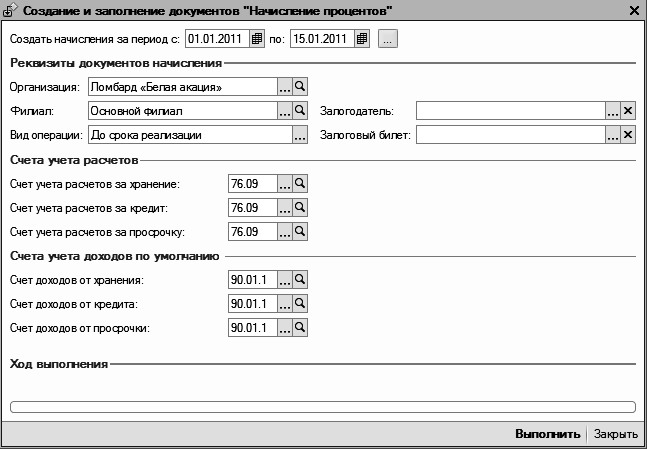 Создание и заполнение документов "Начисление процентов"
Создать начисления за период с: 01.01.2011 по: 15.01.2011 ...
Реквизиты документов начисления
Организация: Ломбард «Белая акация» ...
Филиал: Основной филиал ... Залогодатель: ...
Вид операции: До срока реализации ... Залоговый билет: ...
Счета учета расчетов
Счет учета расчетов за хранение: 76.09 ...
Счет учета расчетов за кредит: 76.09 ...
Счет учета расчетов за просрочку: 76.09 ...
Счета учета доходов по умолчанию
Счет доходов от хранения: 90.01.1 ...
Счет доходов от кредита: 90.01.1 ...
Счет доходов от просрочки: 90.01.1 ...
Ход выполнения
Выполнить Закрыть